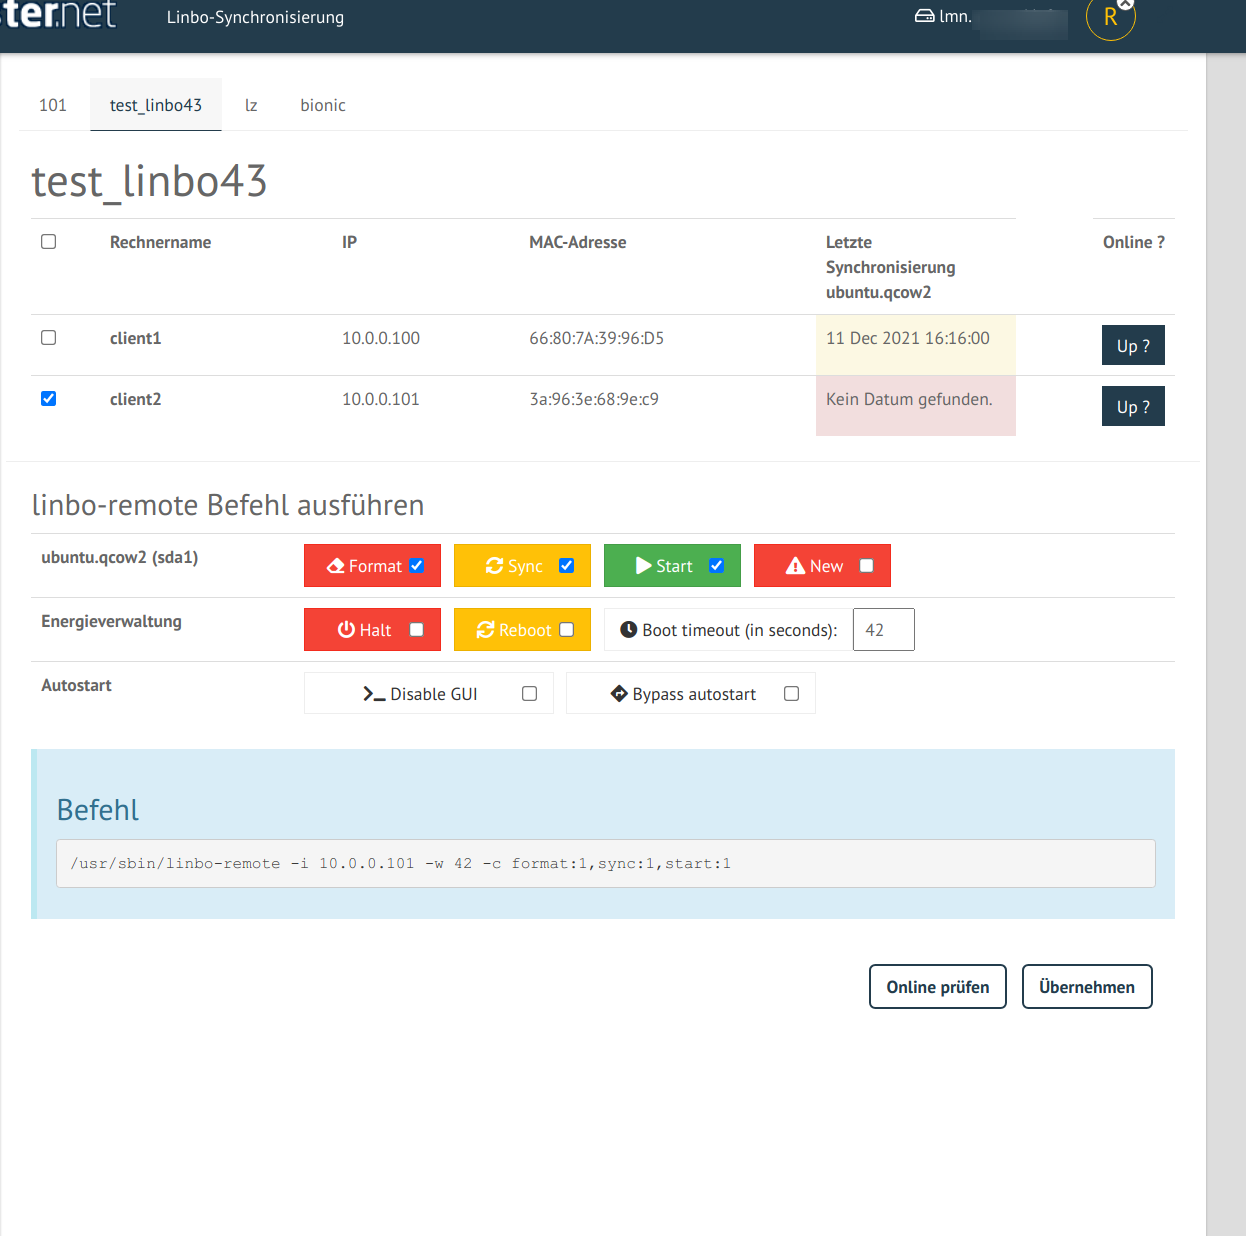 ster.net
Linbo-Synchronisierung
lmn.
R
101
test_linbo43
lz
bionic
test_linbo43
Rechnername
IP
MAC-Adresse
Letzte
Synchronisierung
ubuntu.qcow2
Online ?
client1
10.0.0.100
66:80:7A:39:96:D5
11 Dec 2021 16:16:00
Up ?
client2
10.0.0.101
3a:96:3e:68:9e:c9
Kein Datum gefunden.
Up ?
linbo-remote Befehl ausführen
ubuntu.qcow2 (sda1)
Format
Sync
Start
New
Energieverwaltung
Halt
Reboot
Boot timeout (in seconds):
42
Autostart
Disable GUI
Bypass autostart
Befehl
/usr/sbin/linbo-remote -i 10.0.0.101 -w 42 -c format:1,sync:1,start:1
Online prüfen
Übernehmen